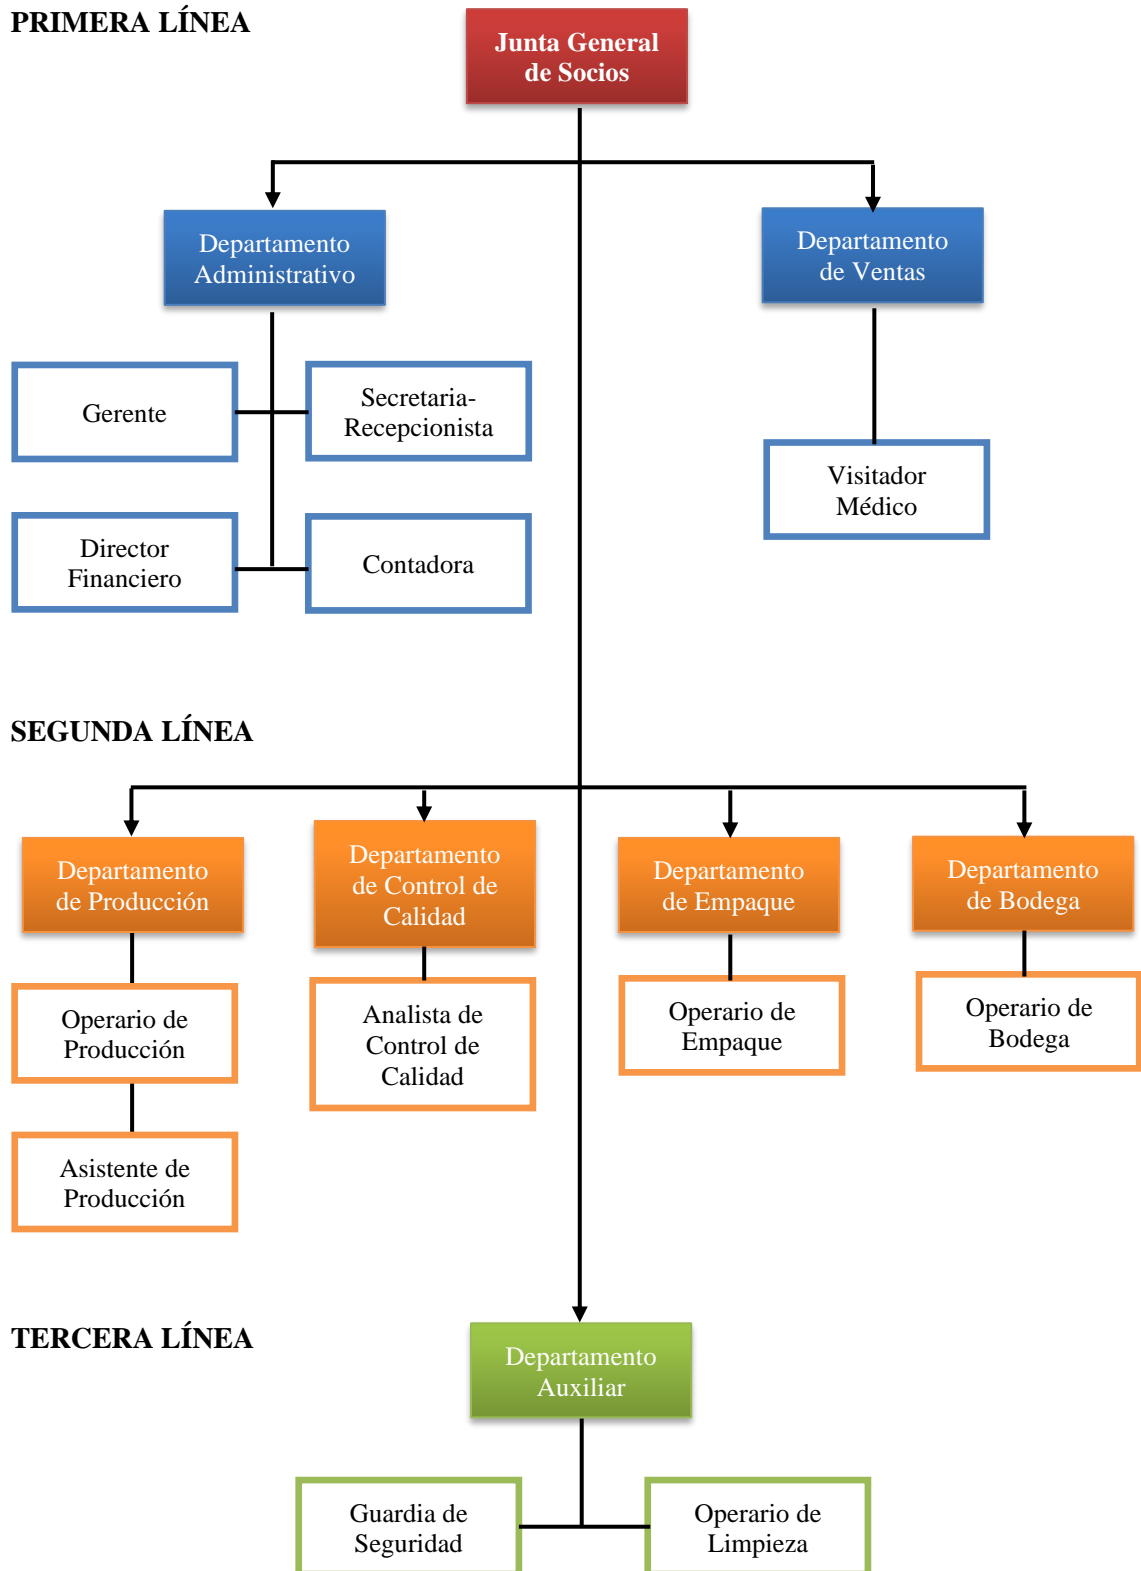 PRIMERA LÍNEA
Junta General
de Socios
Departamento
Administrativo
Departamento
de Ventas
Gerente
Secretaria-
Recepcionista
Director
Financiero
Contadora
Visitador
Médico
SEGUNDA LÍNEA
Departamento
de Producción
Departamento
de Control de
Calidad
Departamento
de Empaque
Departamento
de Bodega
Operario de
Producción
Analista de
Control de
Calidad
Operario de
Empaque
Operario de
Bodega
Asistente de
Producción
TERCERA LÍNEA
Departamento
Auxiliar
Guardia de
Seguridad
Operario de
Limpieza